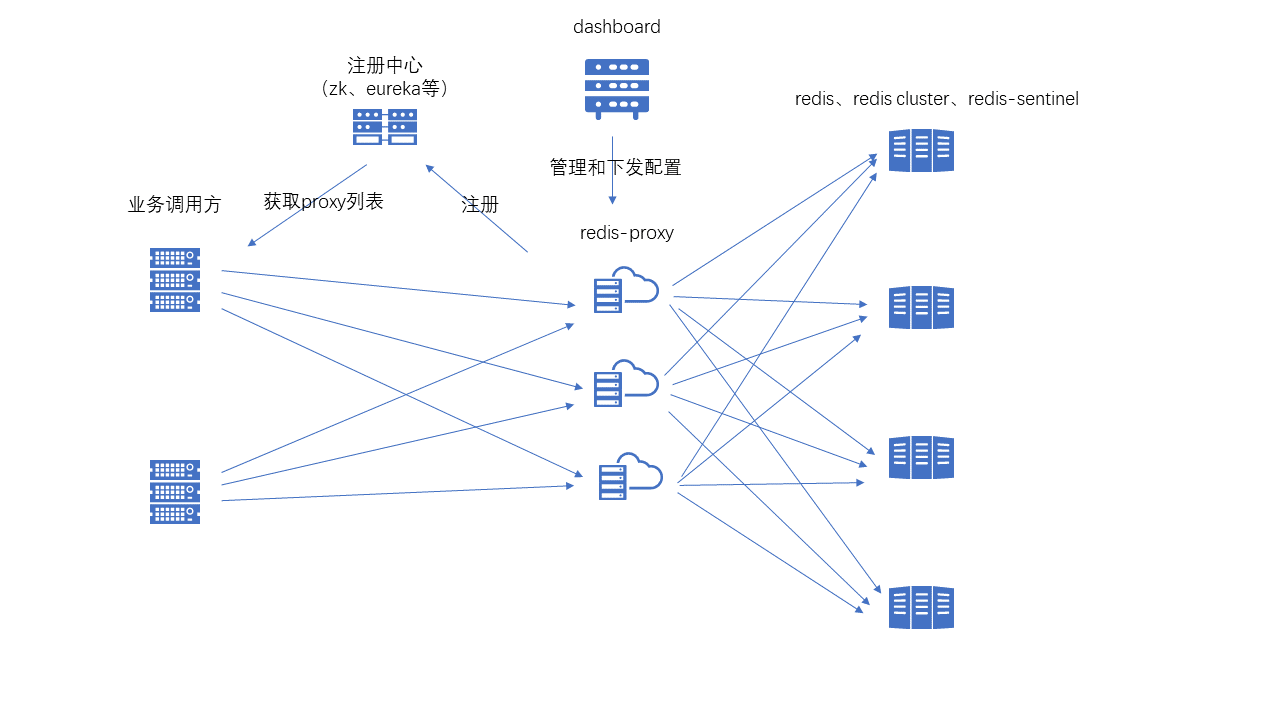 dashboard
注册中心
（zk、eureka等）
redis、redis cluster、redis-sentinel
管理和下发配置
获取proxy列表
注册
业务调用方
redis-proxy